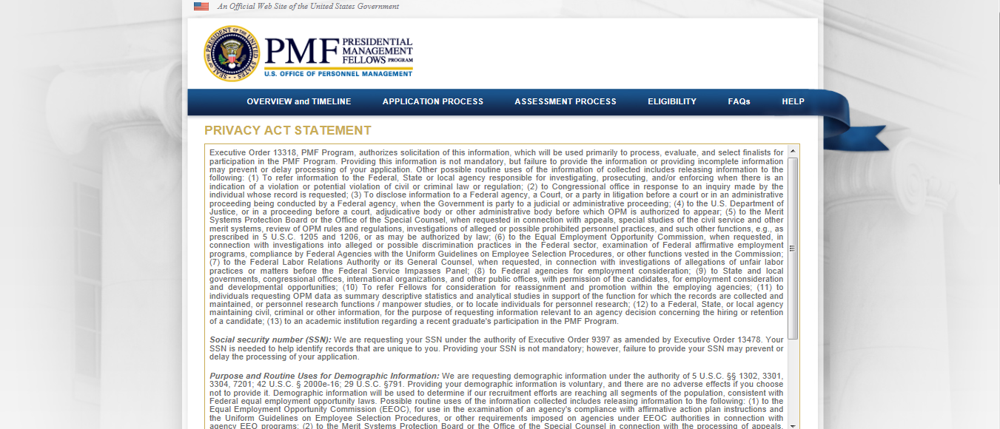 An Official Web Site of the United States Government
SEAL OF THE PRESIDENT OF THE UNITED STATES
PMF PRESIDENTIAL
MANAGEMENT
FELLOWS PROGRAM
U.S. OFFICE OF PERSONNEL MANAGEMENT
OVERVIEW and TIMELINE APPLICATION PROCESS ASSESSMENT PROCESS ELIGIBILITY FAQs HELP
PRIVACY ACT STATEMENT
Executive Order 13318, PMF Program, authorizes solicitation of this information, which will be used primarily to process, evaluate, and select finalists for
participation in the PMF Program. Providing this information is not mandatory, but failure to provide the information or providing incomplete information
may prevent or delay processing of your application. Other possible routine uses of the information of collected includes releasing information to the
following: (1) To refer information to the Federal, State or local agency responsible for investigating, prosecuting, and/or enforcing when there is an
indication of a violation or potential violation of civil or criminal law or regulation; (2) to Congressional office in response to an inquiry made by the
individual whose record is requested; (3) To disclose information to a Federal agency, a Court, or a party in litigation before a court or in an administrative
proceeding being conducted by a Federal agency, when the Government is party to a judicial or administrative proceeding; (4) to the U.S. Department of
Justice, or in a proceeding before a court, adjudicative body or other administrative body before which OPM is authorized to appear; (5) to the Merit
Systems Protection Board or the Office of the Special Counsel, when requested in connection with appeals, special studies of the civil service and other
merit systems, review of OPM rules and regulations, investigations of alleged or possible prohibited personnel practices, and such other functions, e.g., as
prescribed in 5 U.S.C. 1205 and 1206, or as may be authorized by law; (6) to the Equal Employment Opportunity Commission, when requested, in
connection with investigations into alleged or possible discrimination practices in the Federal sector, examination of Federal affirmative employment
programs, compliance by Federal Agencies with the Uniform Guidelines on Employee Selection Procedures, or other functions vested in the Commission;
(7) to the Federal Labor Relations Authority or its General Counsel, when requested, in connection with investigations of allegations of unfair labor
practices or matters before the Federal Service Impasses Panel; (8) to Federal agencies for employment consideration; (9) to State and local
governments, congressional offices, international organizations, and other public offices, with permission of the candidates, for employment consideration
and developmental opportunities; (10) To refer Fellows for consideration for reassignment and promotion within the employing agencies; (11) to
individuals requesting OPM data as summary descriptive statistics and analytical studies in support of the function for which the records are collected and
maintained, or personnel research functions / manpower studies, or to locate individuals for personnel research; (12) to a Federal, State, or local agency
maintaining civil, criminal or other information, for the purpose of requesting information relevant to an agency decision concerning the hiring or retention
of a candidate; (13) to an academic institution regarding a recent graduate's participation in the PMF Program.
Social security number (SSN): We are requesting your SSN under the authority of Executive Order 9397 as amended by Executive Order 13478. Your
SSN is needed to help identify records that are unique to you. Providing your SSN is not mandatory; however, failure to provide your SSN may prevent or
delay the processing of your application.
Purpose and Routine Uses for Demographic Information: We are requesting demographic information under the authority of 5 U.S.C. §§ 1302, 3301,
3304, 7201; 42 U.S.C. § 2000e-16; 29 U.S.C. §791. Providing your demographic information is voluntary, and there are no adverse effects if you choose
not to provide it. Demographic information will be used to determine if our recruitment efforts are reaching all segments of the population, consistent with
Federal equal employment opportunity laws. Possible routine uses of the information collected includes releasing information to the following: (1) to the
Equal Employment Opportunity Commission (EEOC), for use in the examination of an agency's compliance with affirmative action plan instructions and
the Uniform Guidelines on Employee Selection Procedures, or other requirements imposed on agencies under EEOC authorities in connection with
agency EEO programs; (2) to the Merit Systems Protection Board or the Office of the Special Counsel in connection with the processing of appeals,